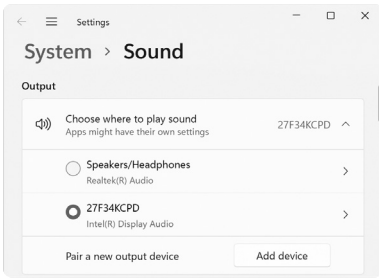 Settings
System > Sound
Output
Choose where to play sound
Apps might have their own settings
27F34KCPD
Speakers/Headphones
Realtek(R) Audio
27F34KCPD
Intel(R) Display Audio
Pair a new output device
Add device